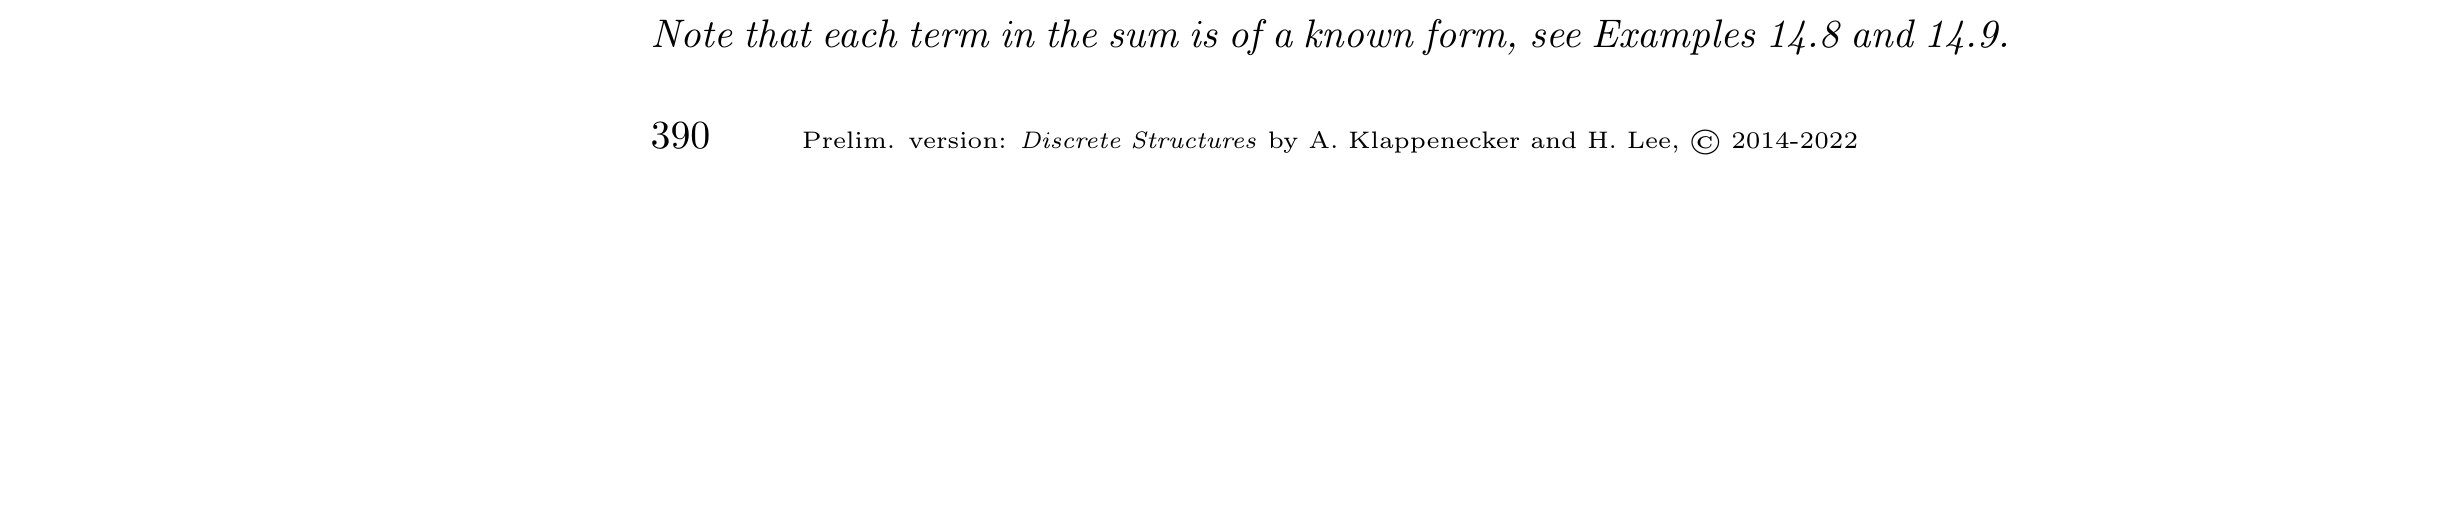 Note that each term in the sum is of a known form, see Examples 14.8 and 14.9.
390 Prelim. version: Discrete Structures by A. Klappenecker and H. Lee, © 2014-2022